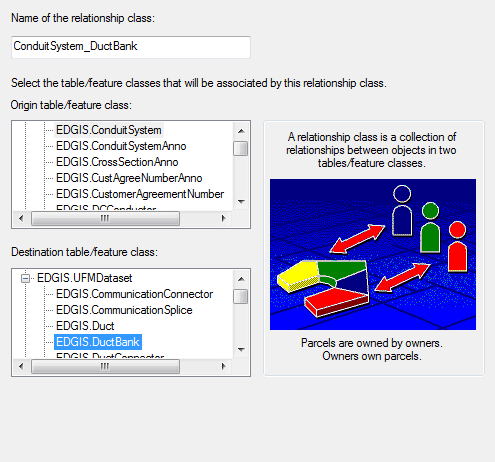 Name of the relationship class:
ConduitSystem_DuctBank
Select the table/feature classes that will be associated by this relationship class.
Origin table/feature class:
EDGIS.ConduitSystem
EDGIS.ConduitSystemAnno
EDGIS.CrossSectionAnno
EDGIS.CustAgreeNumberAnno
EDGIS.CustomerAgreementNumber
EDGIS.DCConductor
A relationship class is a collection of
relationships between objects in two
tables/feature classes.
Destination table/feature class:
EDGIS.UFMDataset
EDGIS.CommunicationConnector
EDGIS.CommunicationSplice
EDGIS.Duct
EDGIS.DuctBank
EDGIS.DuctConnector
Parcels are owned by owners.
Owners own parcels.